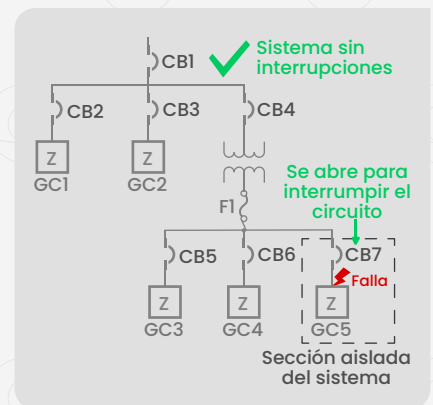 CB1
Sistema sin
interrupciones
CB2
CB3
CB4
Z
GC1
Z
GC2
Se abre para
interrumpir el
circuito
F1
CB5
CB6
CB7
Falla
Z
GC3
Z
GC4
Z
GC5
Sección aislada
del sistema